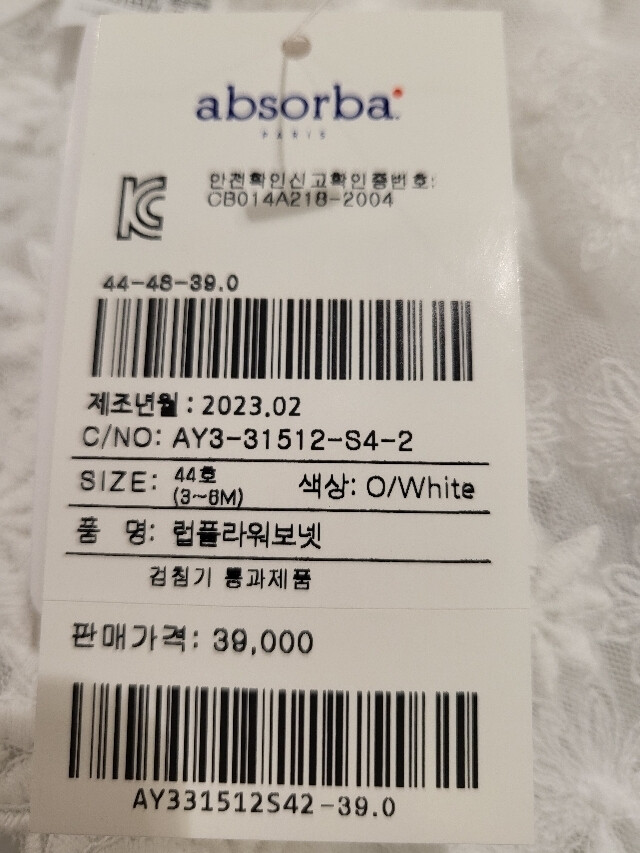 absorba
PARIS
안전확인신고확인증번호:
CB014A218-2004
44-48-39.0
제조년월 : 2023.02
C/NO: AY3-31512-S4-2
SIZE: 44호 (3~6M) 색상: O/White
품 명: 럽플라워보넷
검침기 통과제품
판매가격: 39,000
AY331512S42-39.0